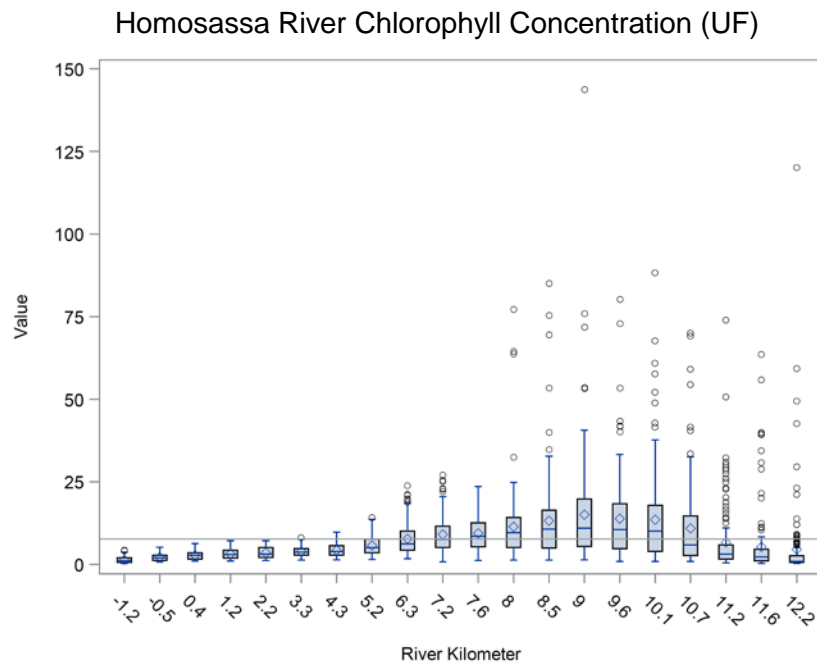 Homosassa River Chlorophyll Concentration (UF)
150
125
100
75
50
25
0
Value
-1.2 -0.5 0.4 1.2 2.2 3.3 4.3 5.2 6.3 7.2 7.6 8 8.5 9 9.6 10.1 10.7 11.2 11.6 12.2
River Kilometer